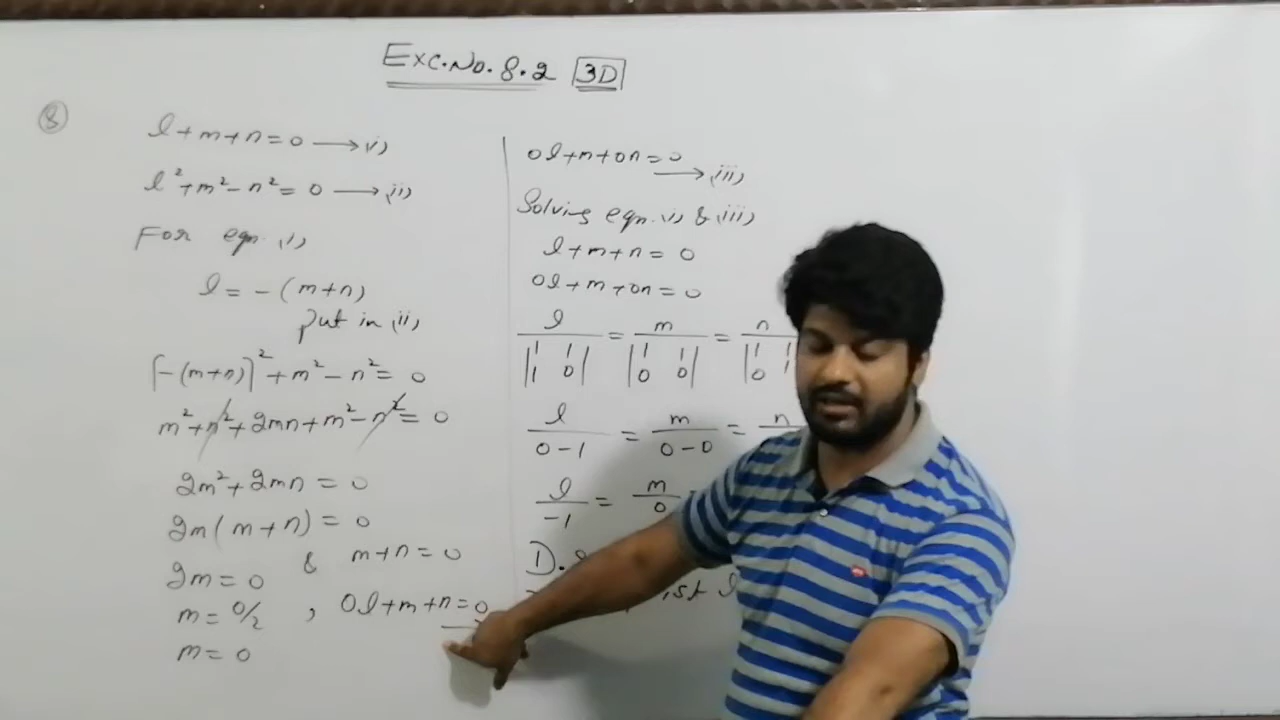 Exc. No. 8.2 3D
8
l + m + n = 0 → i)
l² + m² - n² = 0 → ii)
For eqn. i)
l = - (m + n)
put in ii)
[-(m+n)]² + m² - n² = 0
m² + n² + 2mn + m² - n² = 0
2m² + 2mn = 0
2m (m + n) = 0
2m = 0 & m + n = 0
m = 0/2 , 0l + m + n = 0
m = 0
0l + m + 0n = 0 → iii)
Solving eqn. i) & iii)
l + m + n = 0
0l + m + 0n = 0
l / |1 1; 1 0| = m / |1 1; 0 0| = n / |1 1; 0 1|
l / 0-1 = m / 0-0 = n
l / -1 = m / 0
D.
1st l